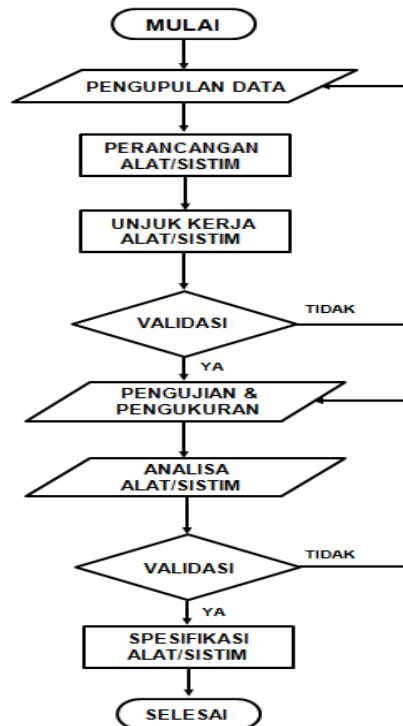 MULAI
PENGUPULAN DATA
PERANCANGAN
ALAT/SISTIM
UNJUK KERJA
ALAT/SISTIM
VALIDASI
TIDAK
YA
PENGUJIAN &
PENGUKURAN
ANALISA
ALAT/SISTIM
VALIDASI
TIDAK
YA
SPESIFIKASI
ALAT/SISTIM
SELESAI